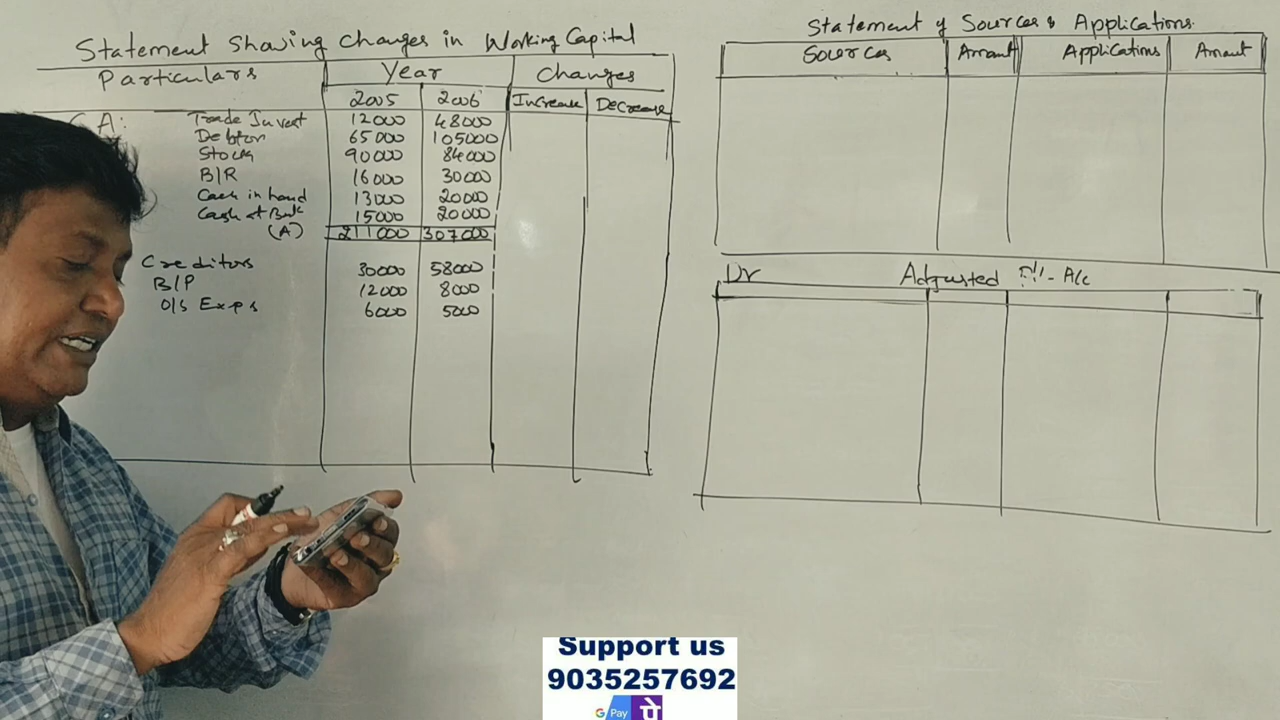 Statement Showing Changes in Working Capital
Particulars Year Changes
2005 2006 Increase Decrease
CA: Trade Invest 12000 48000
Debtors 65000 105000
Stock 90000 84000
B/R 16000 30000
Cash in hand 13000 20000
Cash at Bank 15000 20000
(A) 211000 307000
Creditors 30000 58000
B/P 12000 8000
O/S Exps 6000 5000
Statement of Sources & Applications.
Sources Amount Applications Amount
Dr Adjusted P/L A/c
Support us
9035257692
G Pay पे